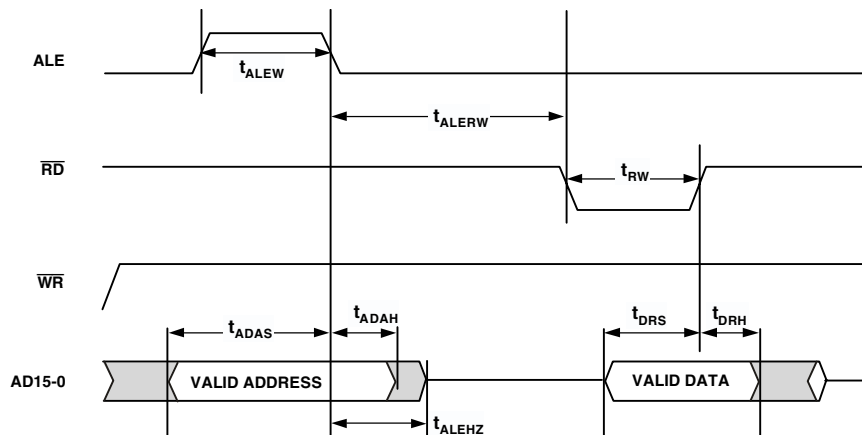 ALE
tALEW
tALERW
RD
tRW
WR
tADAS
tADAH
tDRS
tDRH
AD15-0
VALID ADDRESS
VALID DATA
tALEHZ